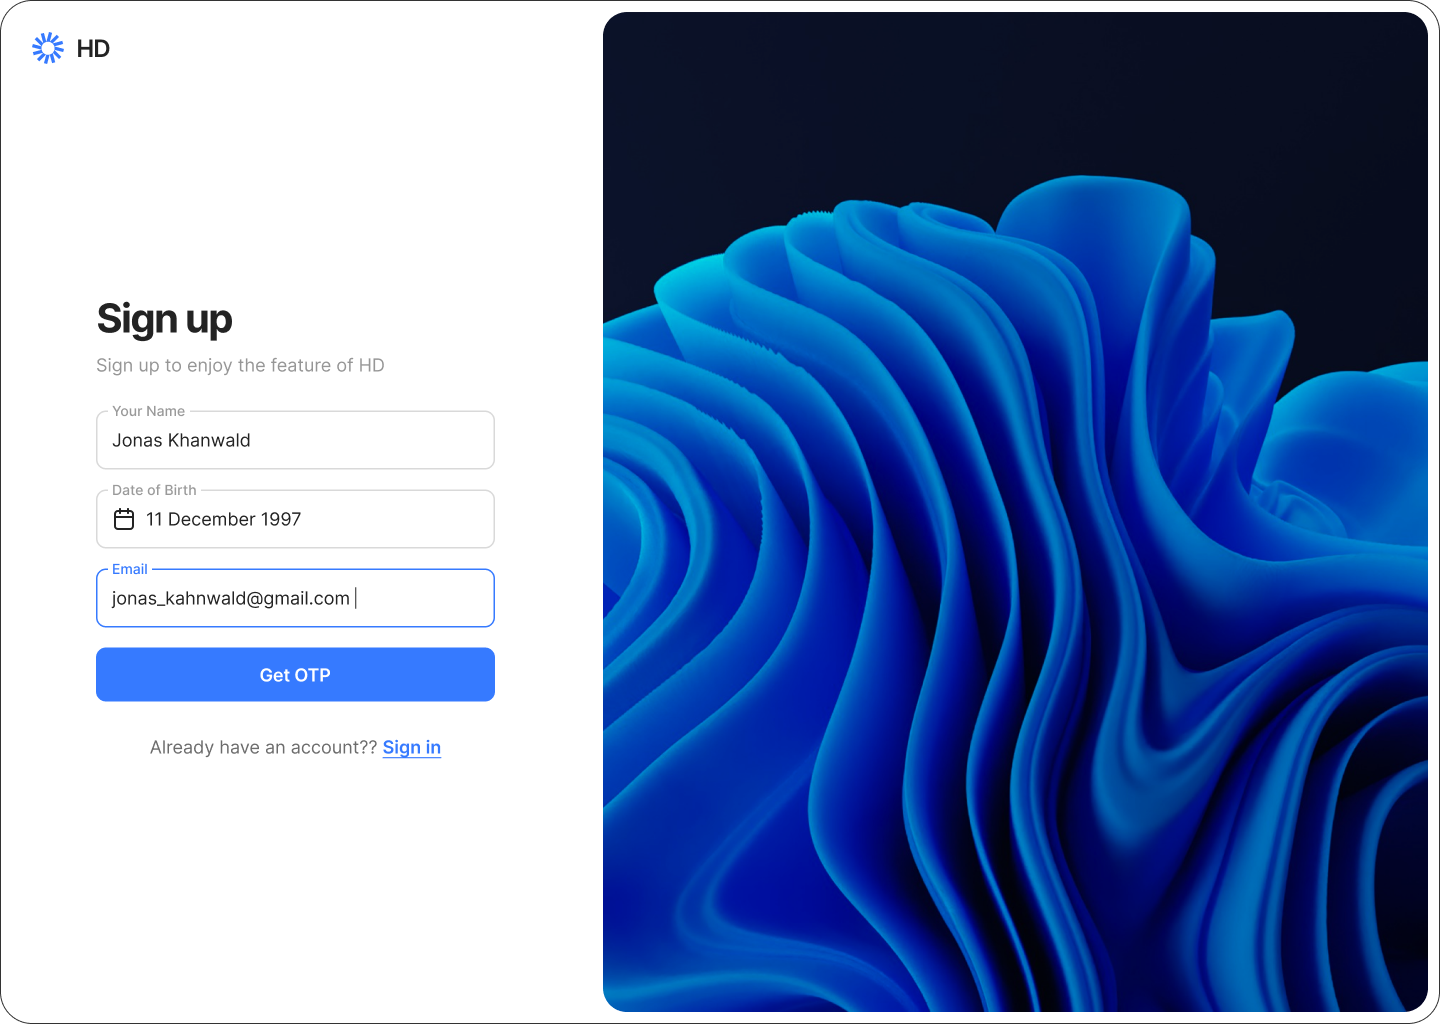 HD
Sign up
Sign up to enjoy the feature of HD
Your Name
Jonas Khanwald
Date of Birth
11 December 1997
Email
jonas_kahnwald@gmail.com
Get OTP
Already have an account?? Sign in